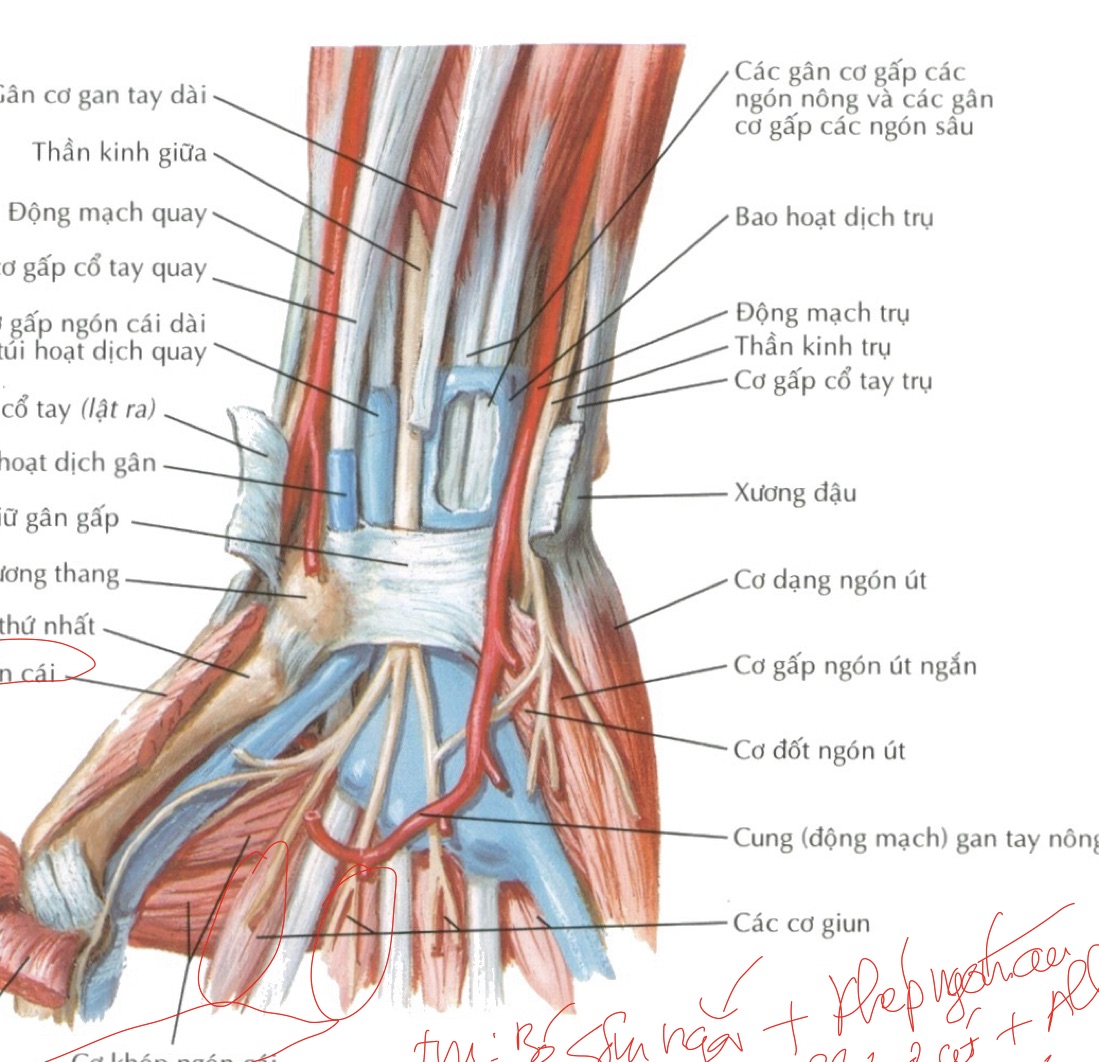 Gân cơ gan tay dài
Thần kinh giữa
Động mạch quay
cơ gấp cổ tay quay
gấp ngón cái dài
túi hoạt dịch quay
cổ tay (lật ra)
hoạt dịch gân
giữ gân gấp
ương thang
thứ nhất
n cái
Các gân cơ gấp các
ngón nông và các gân
cơ gấp các ngón sâu
Bao hoạt dịch trụ
Động mạch trụ
Thần kinh trụ
Cơ gấp cổ tay trụ
Xương đậu
Cơ dạng ngón út
Cơ gấp ngón út ngắn
Cơ đốt ngón út
Cung (động mạch) gan tay nông
Các cơ giun
Cơ khép ngón cái
trụ: Bó sâu +
+